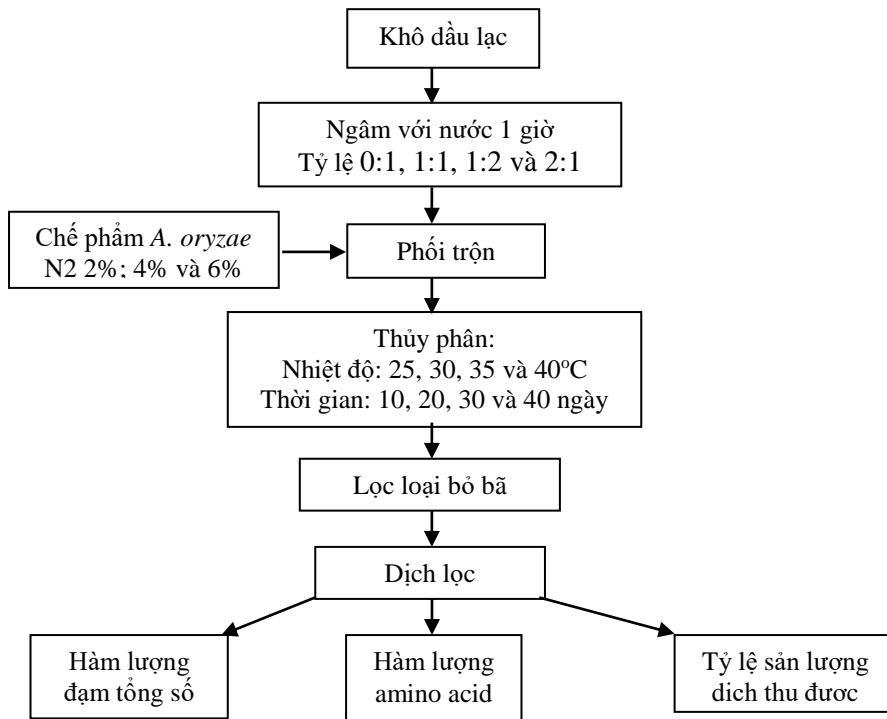 Khô dầu lạc
Ngâm với nước 1 giờ
Tỷ lệ 0:1, 1:1, 1:2 và 2:1
Chế phẩm A. oryzae
N2 2%; 4% và 6%
Phối trộn
Thủy phân:
Nhiệt độ: 25, 30, 35 và 40ºC
Thời gian: 10, 20, 30 và 40 ngày
Lọc loại bỏ bã
Dịch lọc
Hàm lượng
đạm tổng số
Hàm lượng
amino acid
Tỷ lệ sản lượng
dich thu đươc